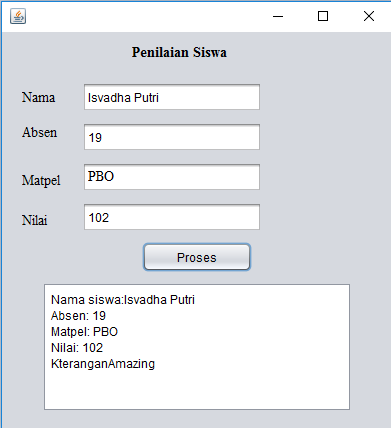 Penilaian Siswa
Nama Isvadha Putri
Absen 19
Matpel PBO
Nilai 102
Proses
Nama siswa:Isvadha Putri
Absen: 19
Matpel: PBO
Nilai: 102
KteranganAmazing